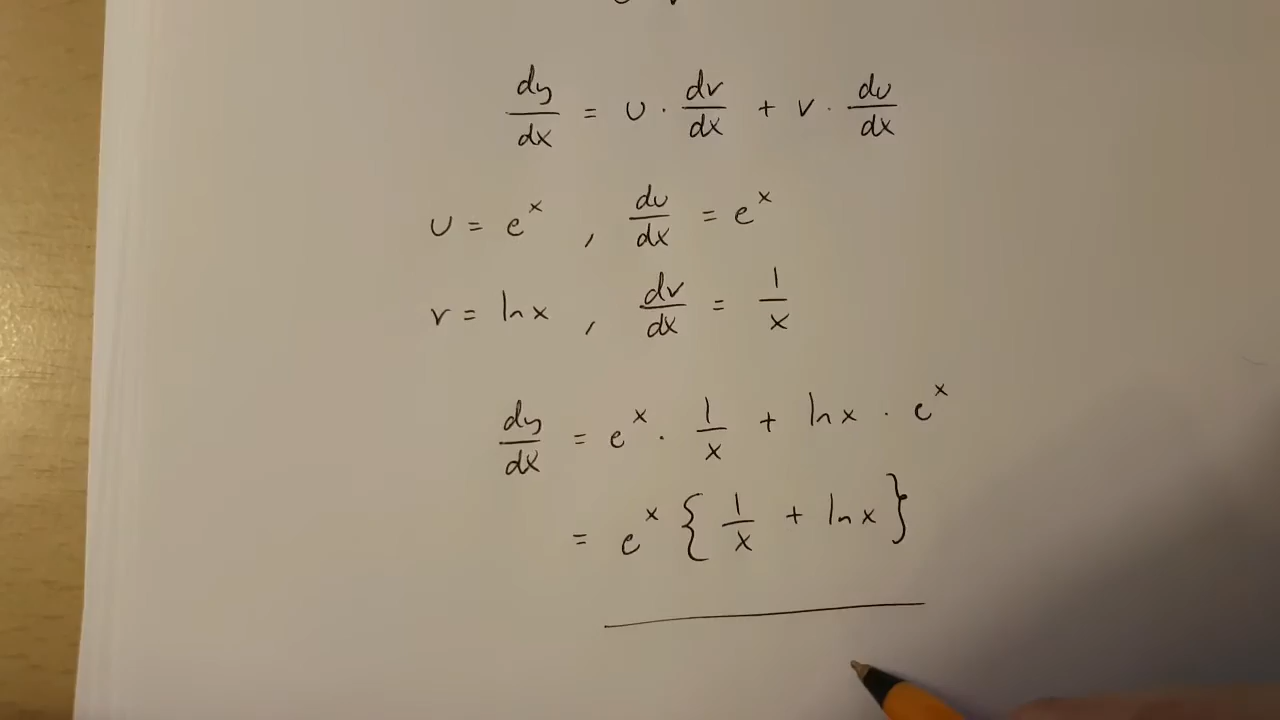 dy/dx = u · dv/dx + v · du/dx
u = e^x , du/dx = e^x
v = ln x , dv/dx = 1/x
dy/dx = e^x · 1/x + ln x · e^x
= e^x { 1/x + ln x }